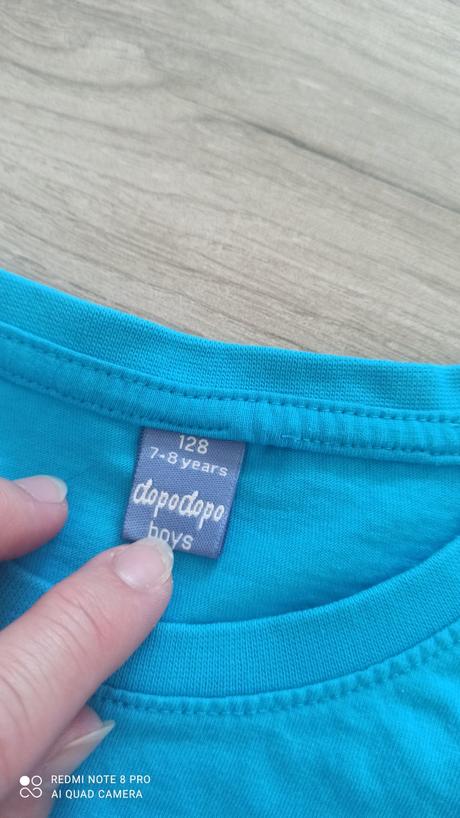 128
7-8 years
dopodopo
boys
REDMI NOTE 8 PRO
AI QUAD CAMERA